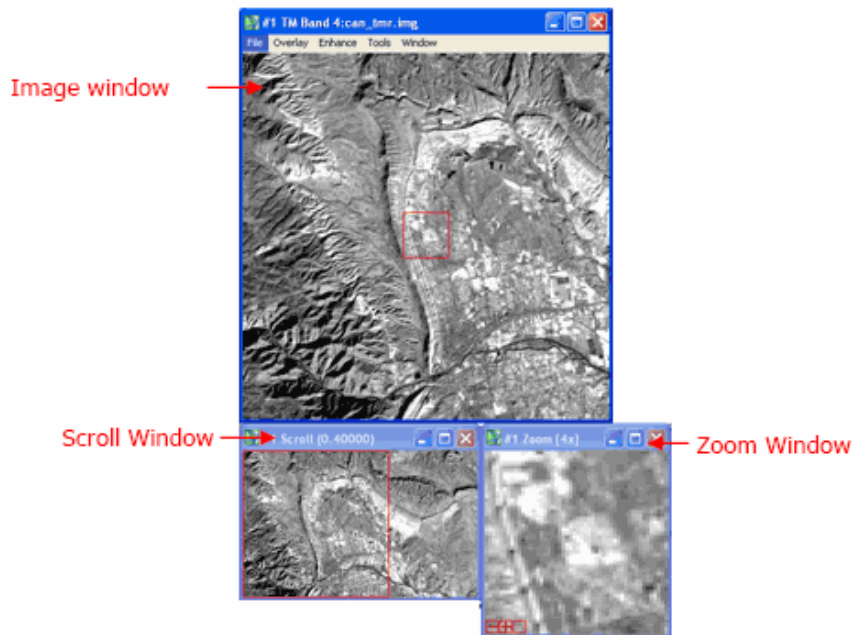 #1 TM Band 4:can_tmr.img
File Overlay Enhance Tools Window
Image window
Scroll Window
Scroll (0.40000)
#1 Zoom [4x]
Zoom Window